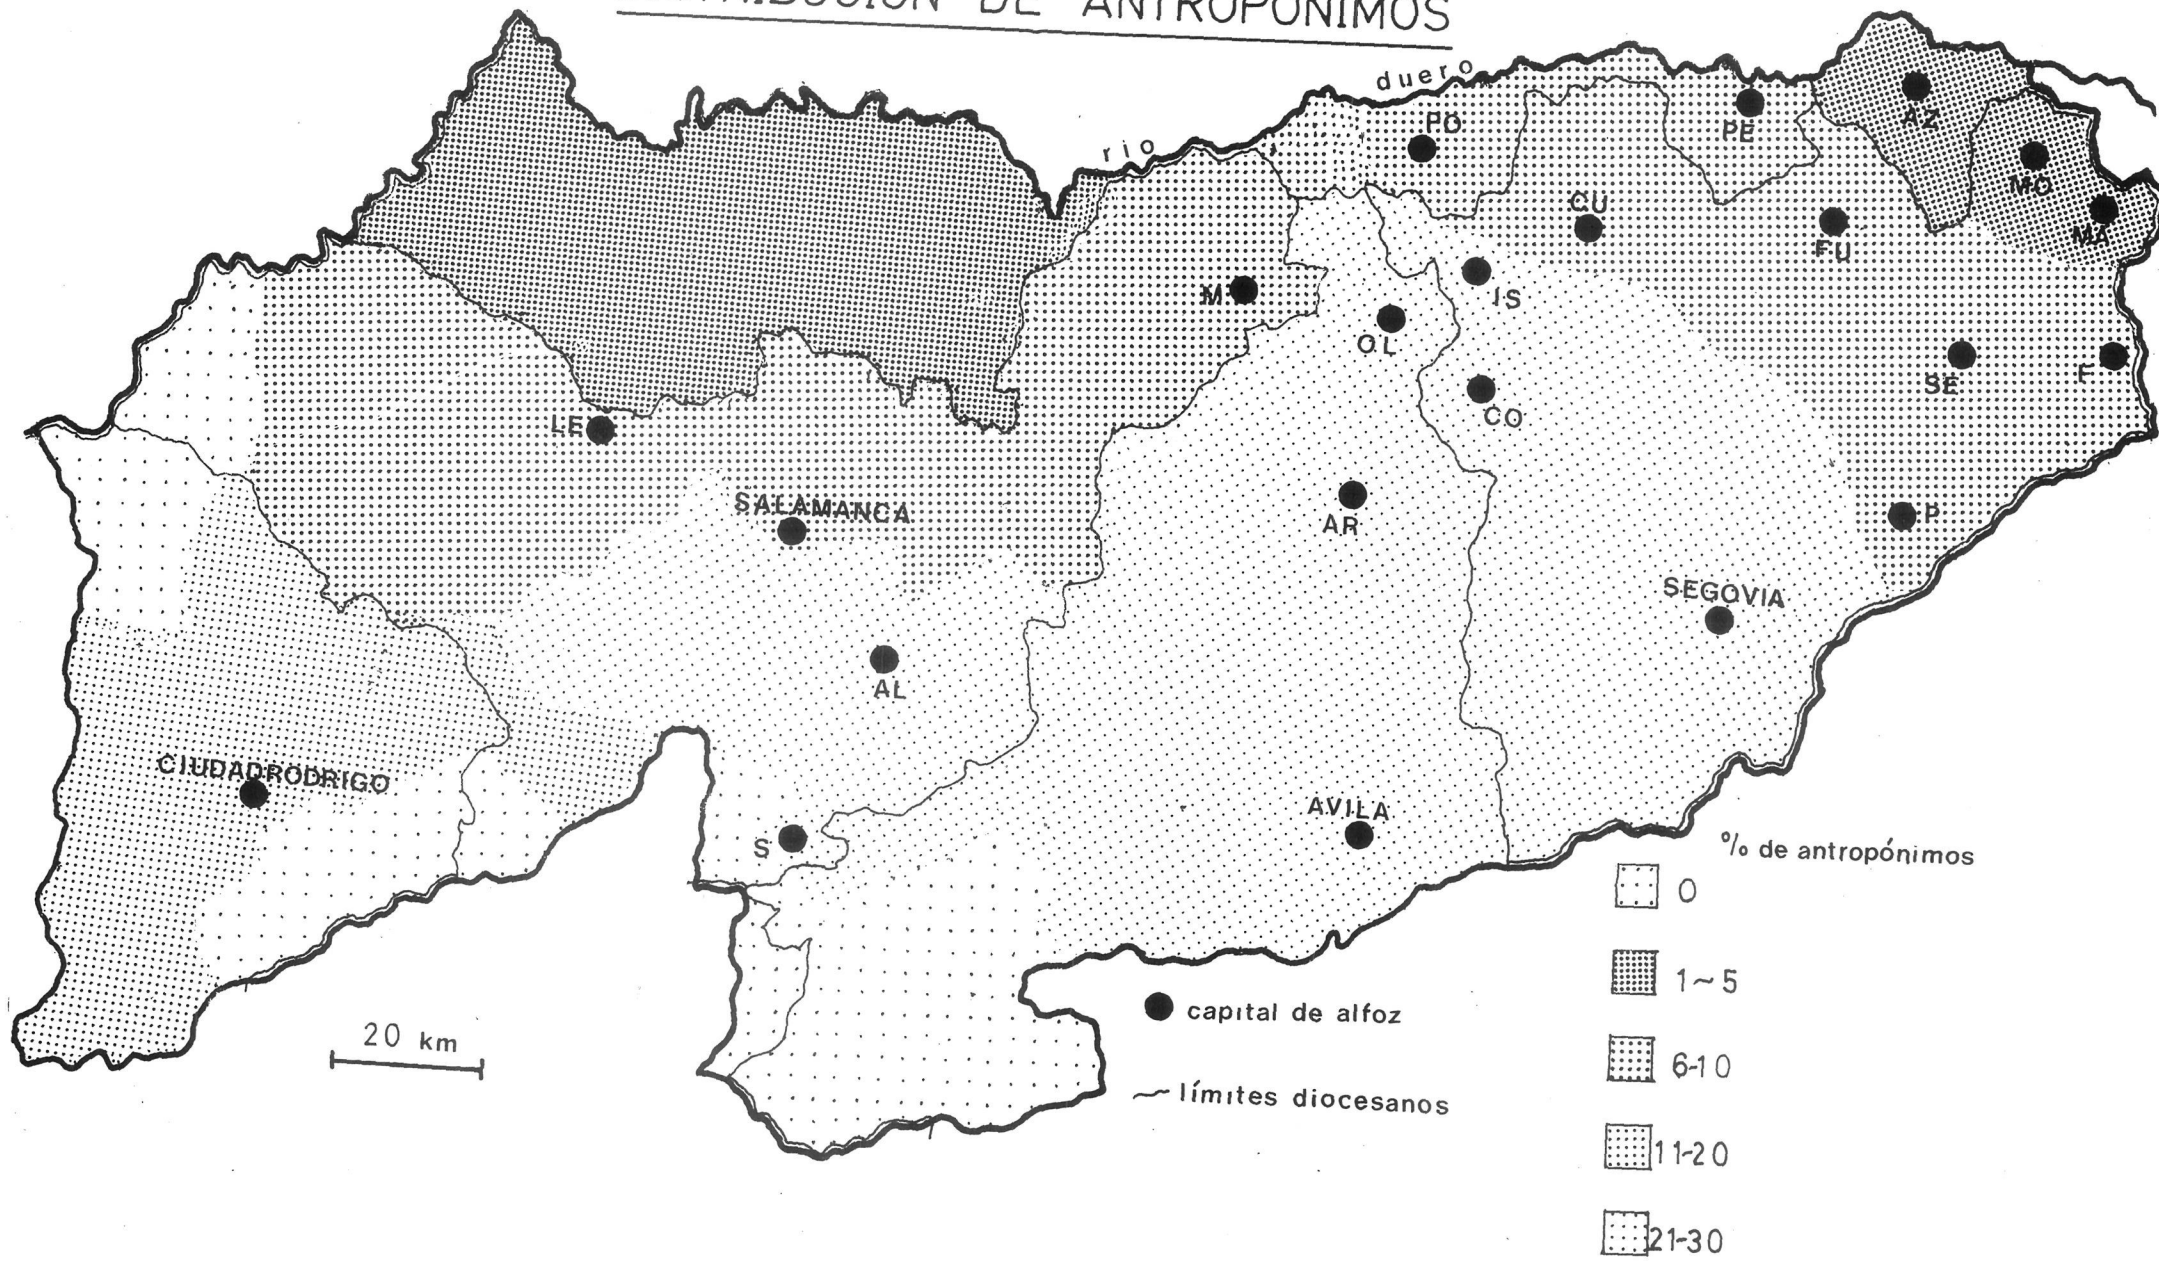 DE ANTROPONIMOS
duero
rio
PO
PE
AZ
MO
MA
CU
FU
IS
M
OL
SE
F
CO
LE
SALAMANCA
AR
P
SEGOVIA
AL
CIUDADRODRIGO
AVILA
S
% de antropónimos
0
1~5
6-10
11-20
21-30
capital de alfoz
límites diocesanos
20 km